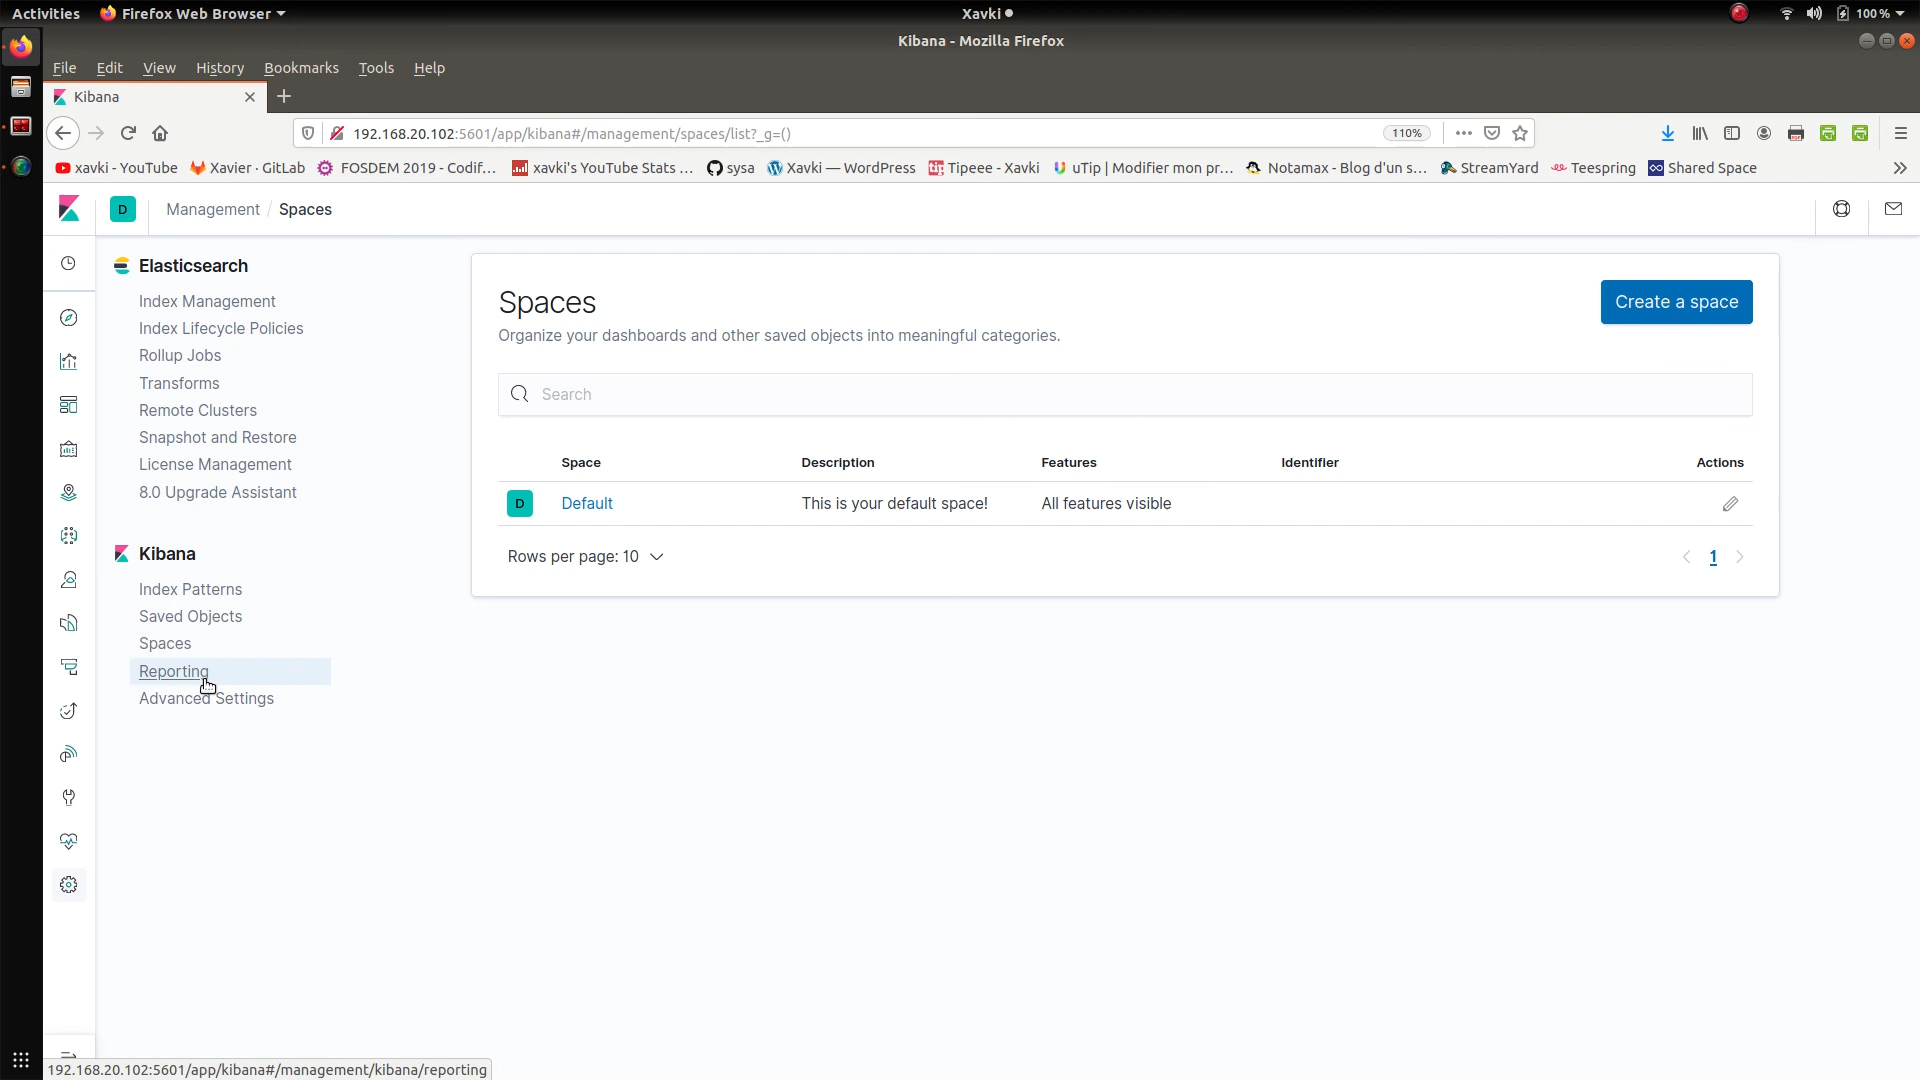 Activities Firefox Web Browser Xavki 100 %
Kibana - Mozilla Firefox
File Edit View History Bookmarks Tools Help
Kibana
192.168.20.102:5601/app/kibana#/management/spaces/list?_g=() 110%
xavki - YouTube Xavier · GitLab FOSDEM 2019 - Codif... xavki's YouTube Stats ... sysa Xavki — WordPress Tipeee - Xavki uTip | Modifier mon pr... Notamax - Blog d'un s... StreamYard Teespring Shared Space
D Management / Spaces
Elasticsearch
Index Management
Index Lifecycle Policies
Rollup Jobs
Transforms
Remote Clusters
Snapshot and Restore
License Management
8.0 Upgrade Assistant
Kibana
Index Patterns
Saved Objects
Spaces
Reporting
Advanced Settings
Spaces
Create a space
Organize your dashboards and other saved objects into meaningful categories.
Search
Space Description Features Identifier Actions
D Default This is your default space! All features visible
Rows per page: 10 1
192.168.20.102:5601/app/kibana#/management/kibana/reporting